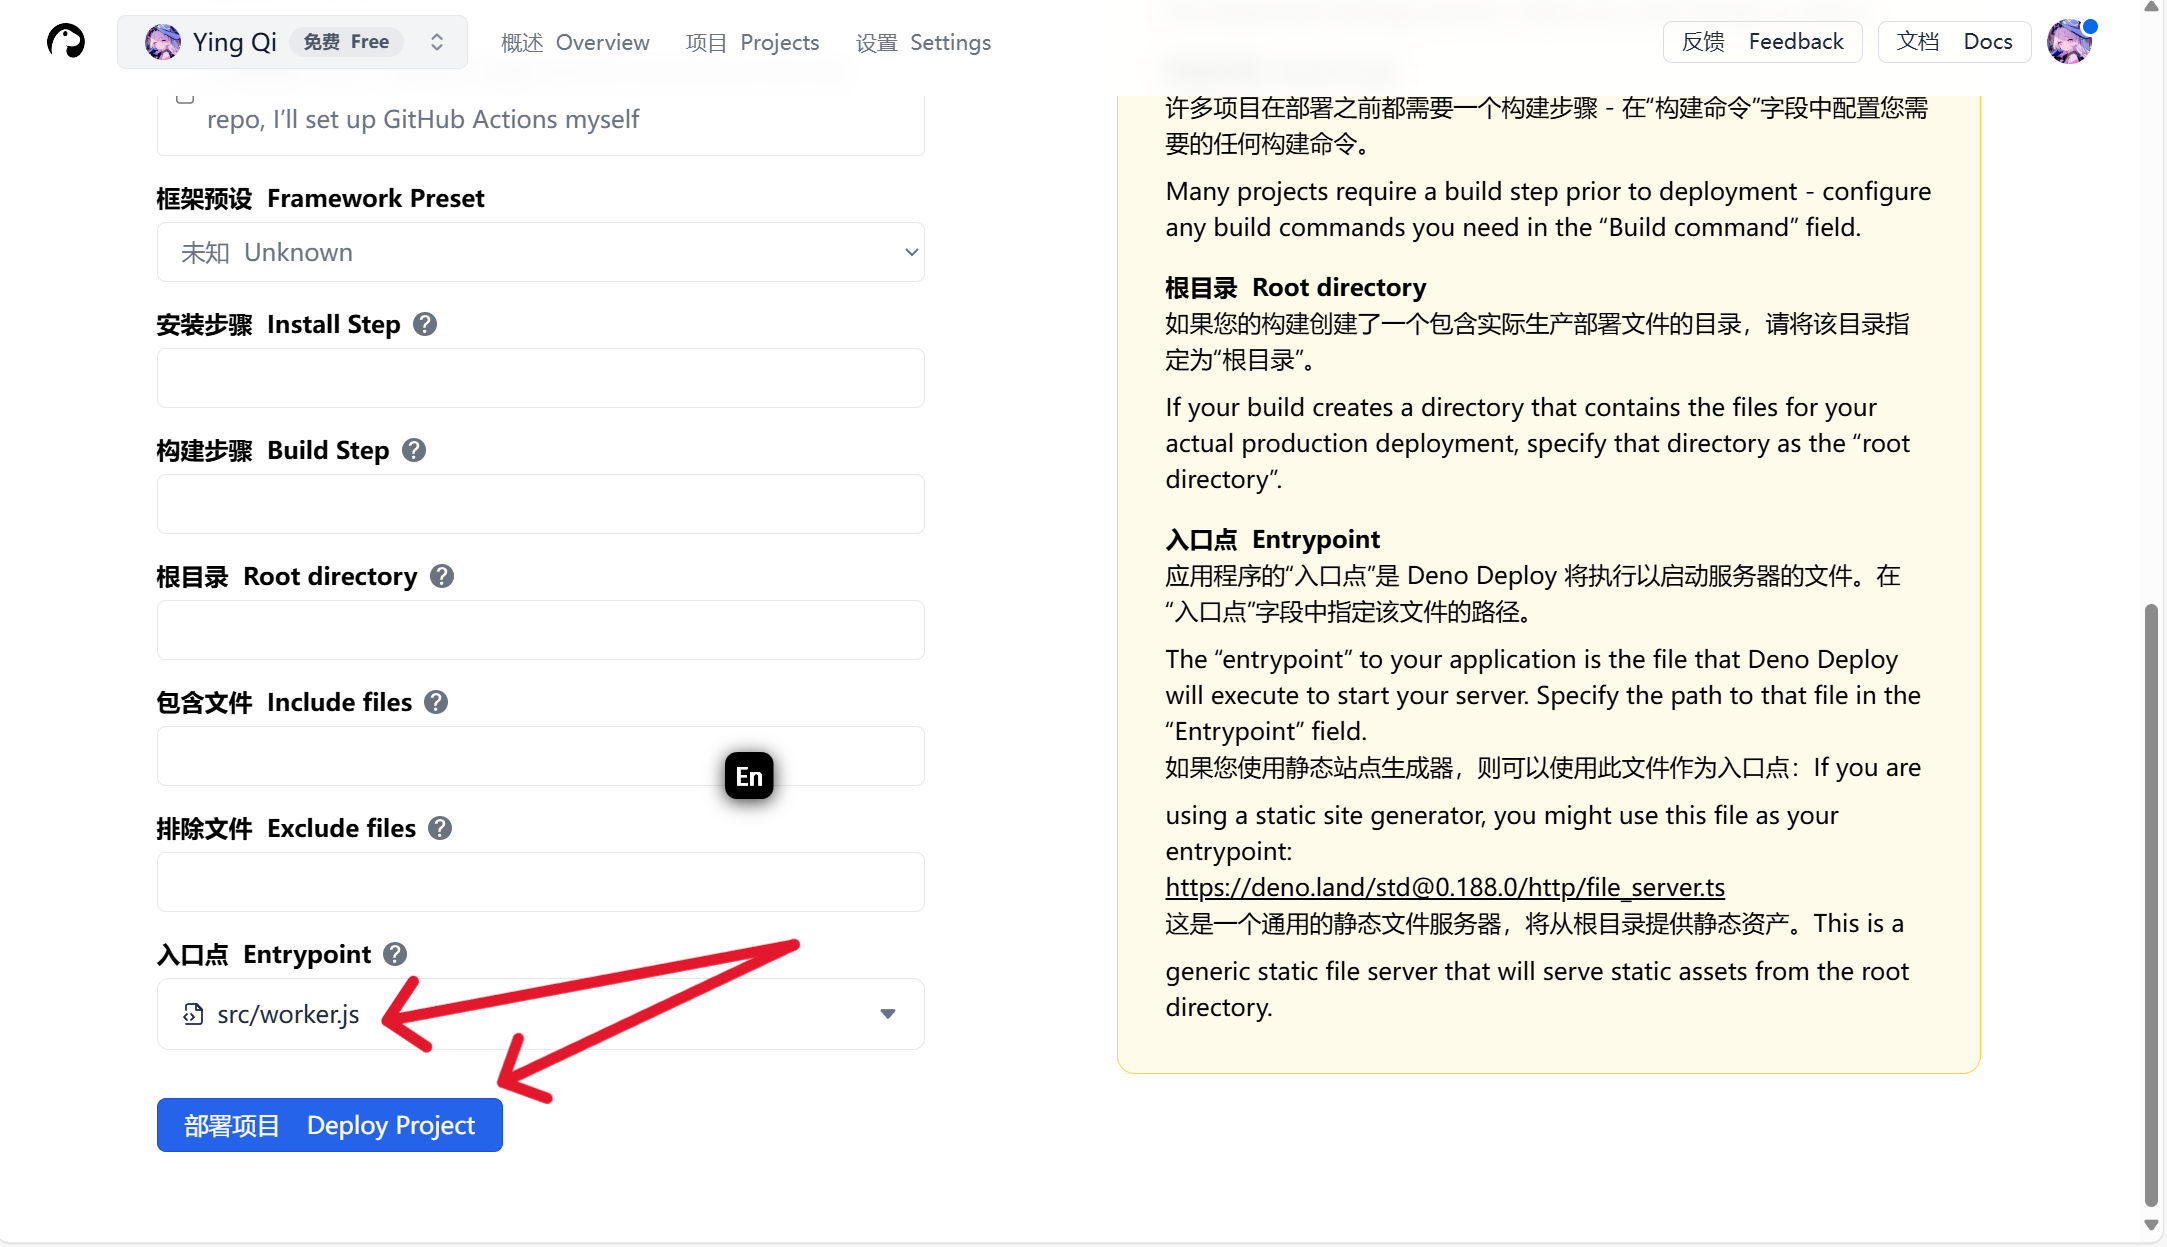 Ying Qi 免费 Free
概述 Overview
项目 Projects
设置 Settings
反馈 Feedback
文档 Docs
repo, I'll set up GitHub Actions myself
框架预设 Framework Preset
未知 Unknown
安装步骤 Install Step
构建步骤 Build Step
根目录 Root directory
包含文件 Include files
En
排除文件 Exclude files
入口点 Entrypoint
src/worker.js
部署项目 Deploy Project
许多项目在部署之前都需要一个构建步骤 - 在“构建命令”字段中配置您需
要的任何构建命令。
Many projects require a build step prior to deployment - configure
any build commands you need in the “Build command” field.
根目录 Root directory
如果您的构建创建了一个包含实际生产部署文件的目录，请将该目录指
定为“根目录”。
If your build creates a directory that contains the files for your
actual production deployment, specify that directory as the “root
directory”.
入口点 Entrypoint
应用程序的“入口点”是 Deno Deploy 将执行以启动服务器的文件。在
“入口点”字段中指定该文件的路径。
The “entrypoint” to your application is the file that Deno Deploy
will execute to start your server. Specify the path to that file in the
“Entrypoint” field.
如果您使用静态站点生成器，则可以使用此文件作为入口点：If you are
using a static site generator, you might use this file as your
entrypoint:
https://deno.land/std@0.188.0/http/file_server.ts
这是一个通用的静态文件服务器，将从根目录提供静态资产。This is a
generic static file server that will serve static assets from the root
directory.